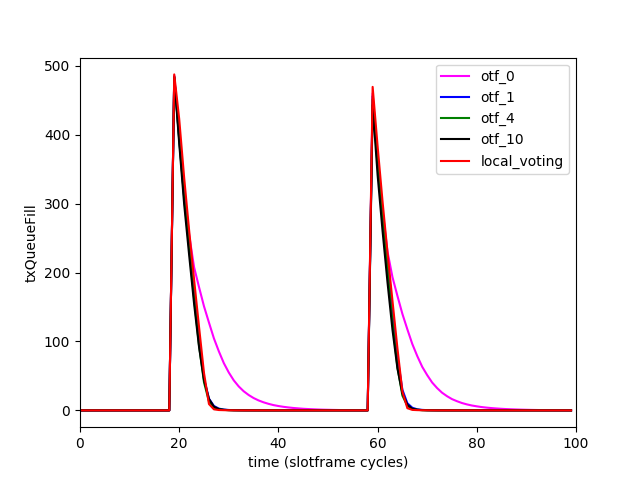 500
400
300
200
100
0
txQueueFill
0 20 40 60 80 100
time (slotframe cycles)
otf_0
otf_1
otf_4
otf_10
local_voting